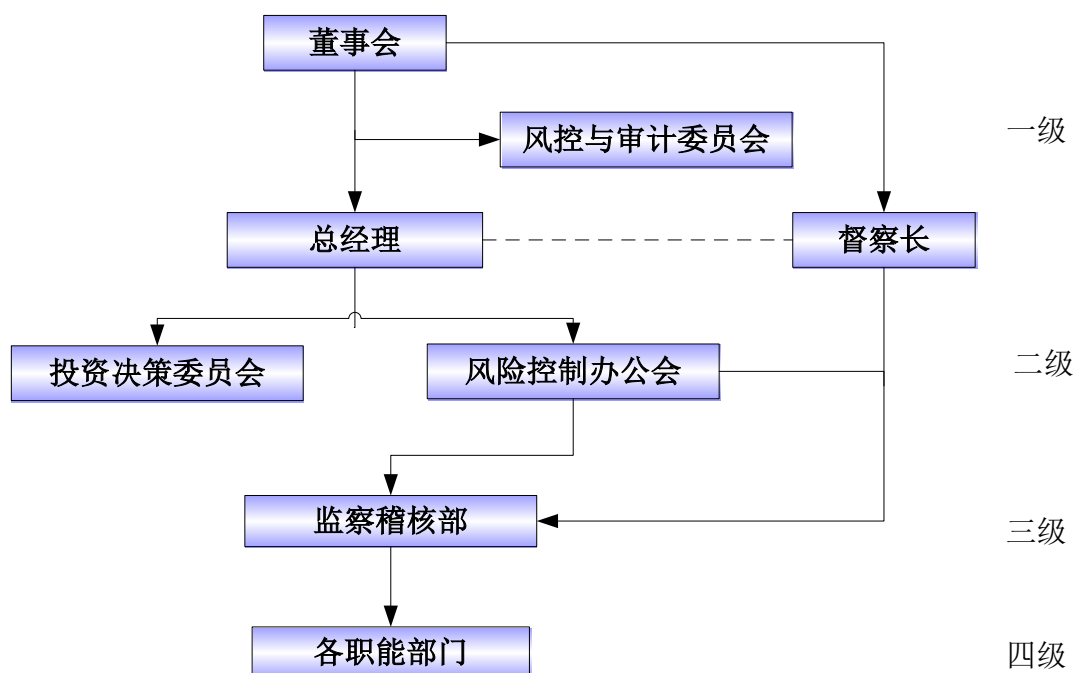 董事会
风控与审计委员会
一级
总经理
督察长
投资决策委员会
风险控制办公会
二级
监察稽核部
三级
各职能部门
四级